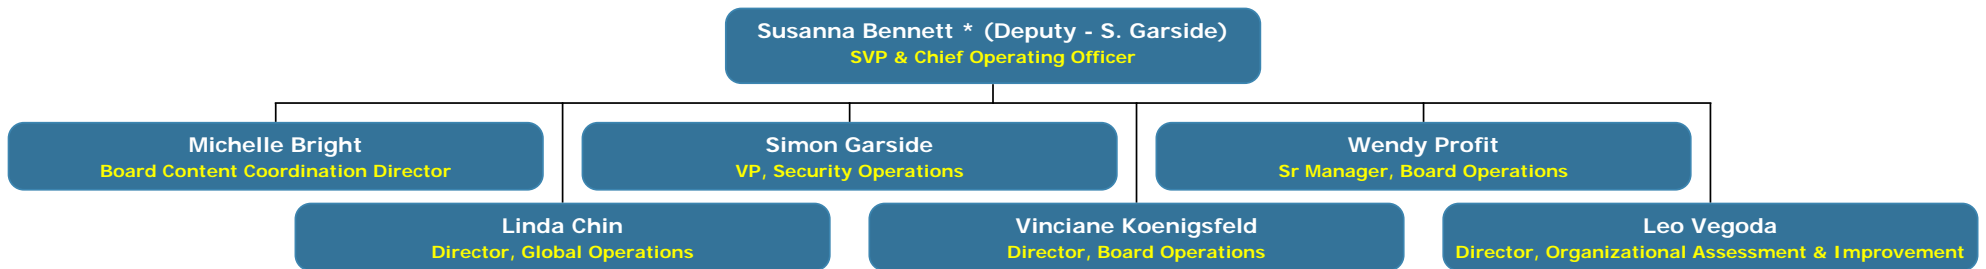 Susanna Bennett * (Deputy - S. Garside)
SVP & Chief Operating Officer
Michelle Bright
Board Content Coordination Director
Simon Garside
VP, Security Operations
Wendy Profit
Sr Manager, Board Operations
Linda Chin
Director, Global Operations
Vinciane Koenigsfeld
Director, Board Operations
Leo Vegoda
Director, Organizational Assessment & Improvement